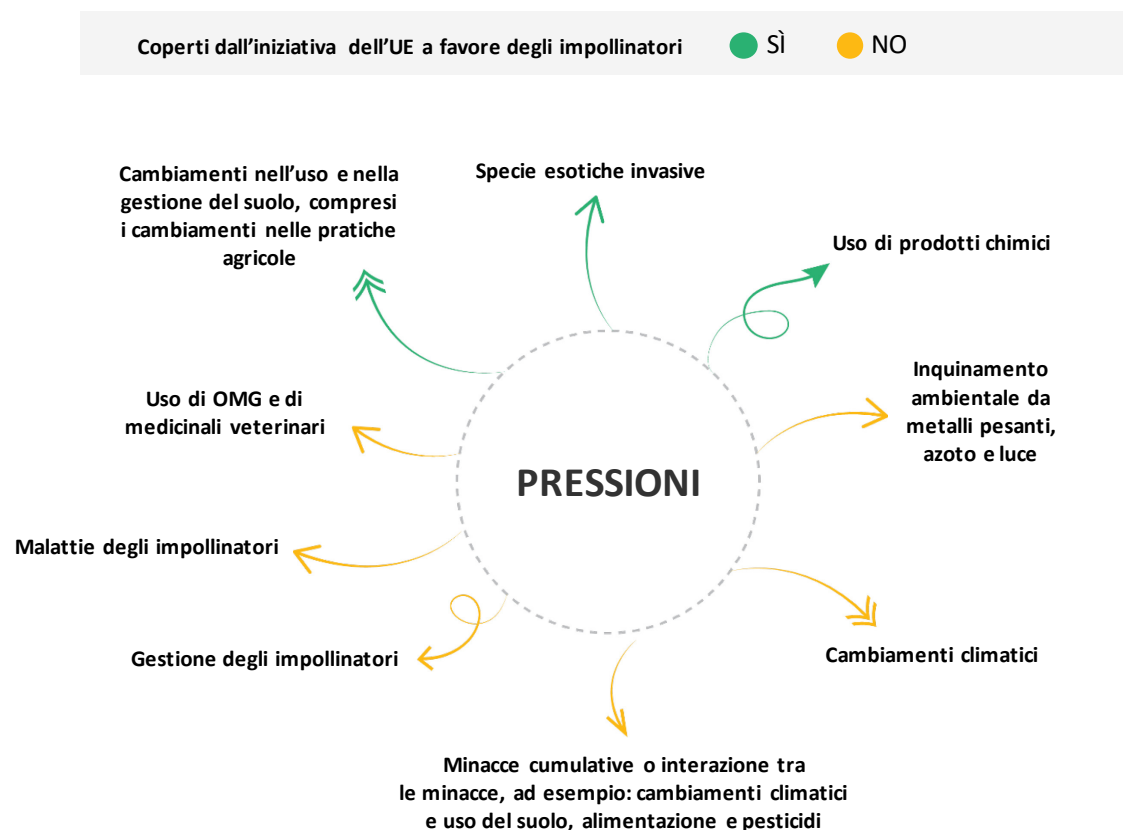 Coperti dall'iniziativa dell'UE a favore degli impollinatori
SÌ
NO
Cambiamenti nell'uso e nella
gestione del suolo, compresi
i cambiamenti nelle pratiche
agricole
Specie esotiche invasive
Uso di prodotti chimici
Uso di OMG e di
medicinali veterinari
Inquinamento
ambientale da
metalli pesanti,
azoto e luce
PRESSIONI
Malattie degli impollinatori
Gestione degli impollinatori
Cambiamenti climatici
Minacce cumulative o interazione tra
le minacce, ad esempio: cambiamenti climatici
e uso del suolo, alimentazione e pesticidi